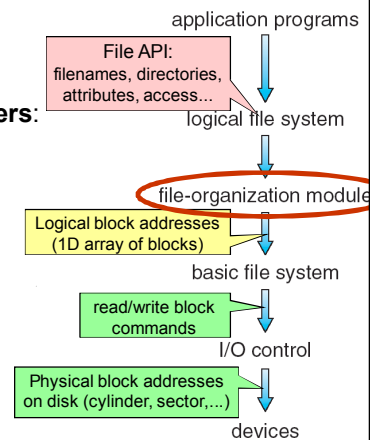 application programs
File API:
filenames, directories,
attributes, access...
ers:
logical file system
file-organization module
Logical block addresses
(1D array of blocks)
basic file system
read/write block
commands
I/O control
Physical block addresses
on disk (cylinder, sector,...)
devices